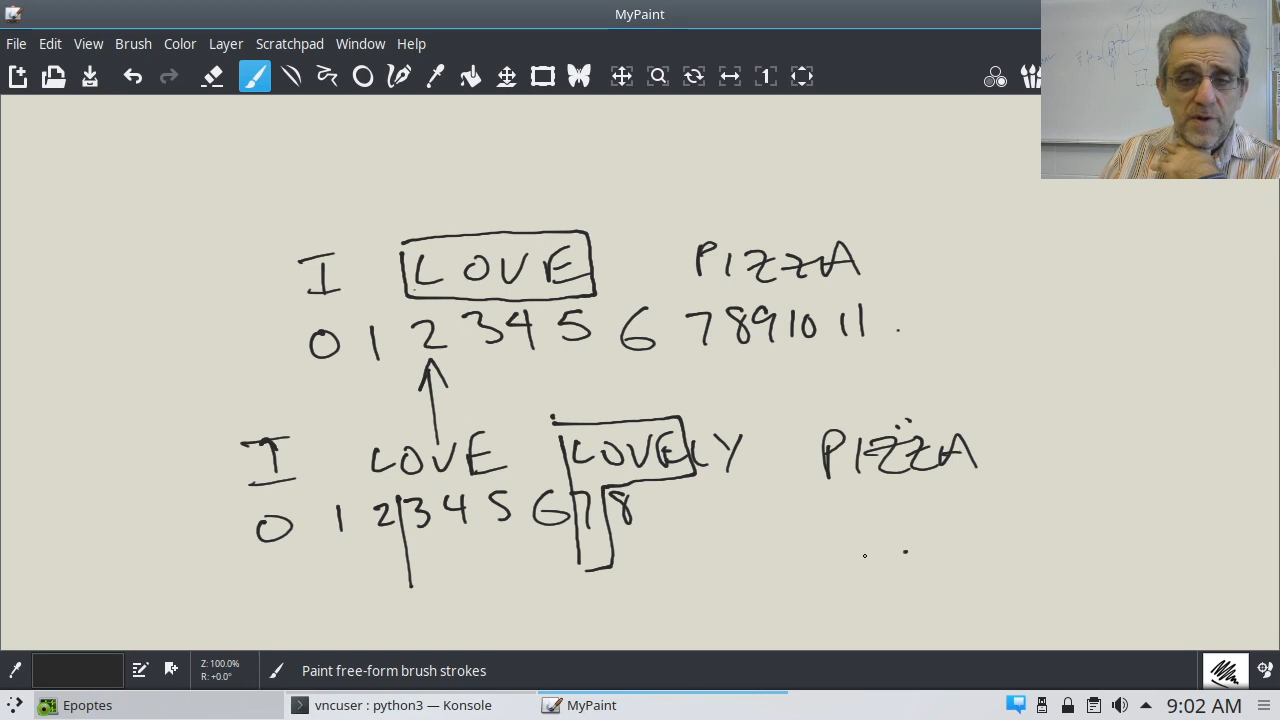 MyPaint
File Edit View Brush Color Layer Scratchpad Window Help
1
I LOVE PIZZA
0 1 2 3 4 5 6 7 8 9 10 11 .
I LOVE LOVELY PIZZA
0 1 2 3 4 5 6 7 8
Z: 100.0%
R: +0.0°
Paint free-form brush strokes
Epoptes
vncuser : python3 — Konsole
MyPaint
9:02 AM